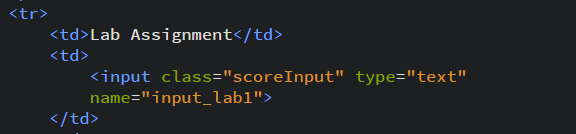 <tr>
<td>Lab Assignment</td>
<td>
<input class="scoreInput" type="text"
name="input_lab1">
</td>